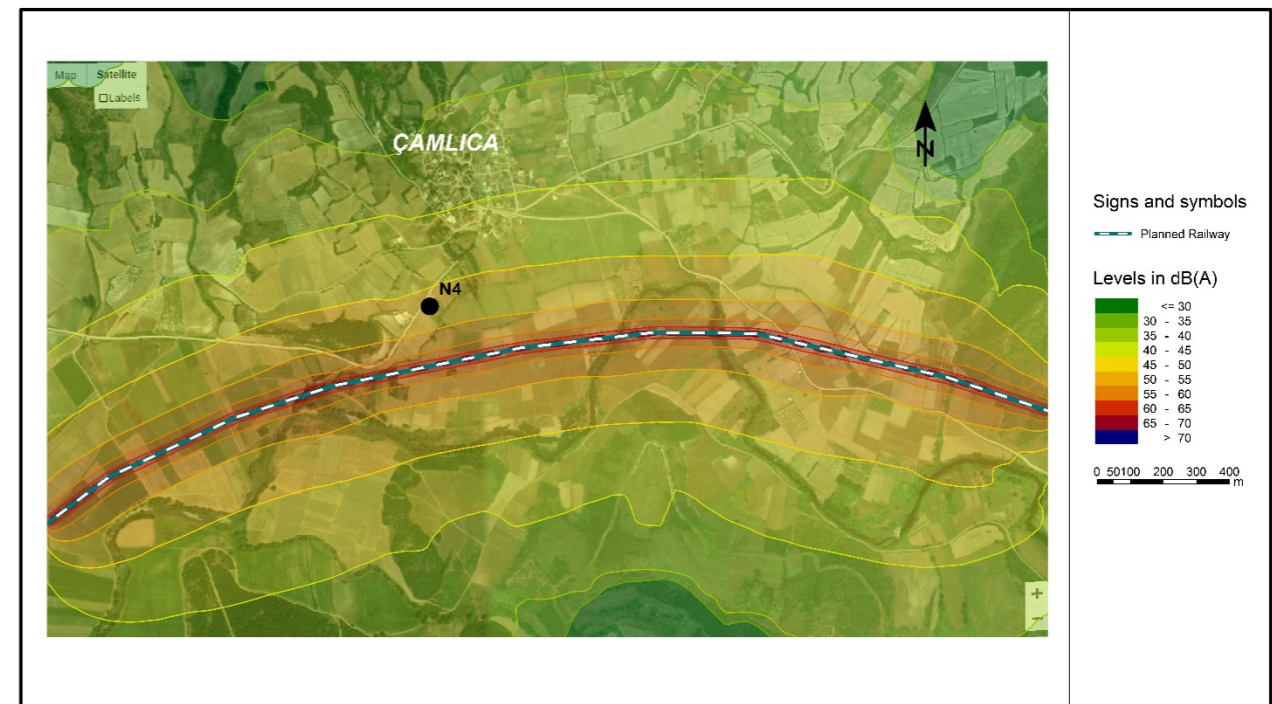 Map Satellite
Labels
ÇAMLICA
N
N4
+
−
Signs and symbols
Planned Railway
Levels in dB(A)
<= 30
30 - 35
35 - 40
40 - 45
45 - 50
50 - 55
55 - 60
60 - 65
65 - 70
> 70
0 50100 200 300 400
m